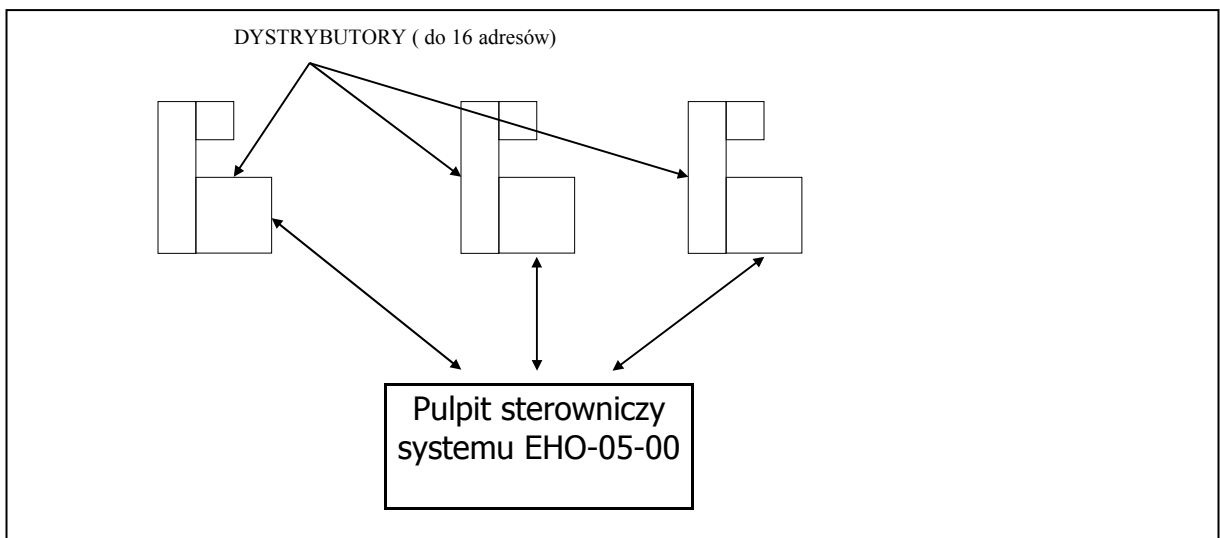 DYSTRYBUTORY ( do 16 adresów)
Pulpit sterowniczy
systemu EHO-05-00